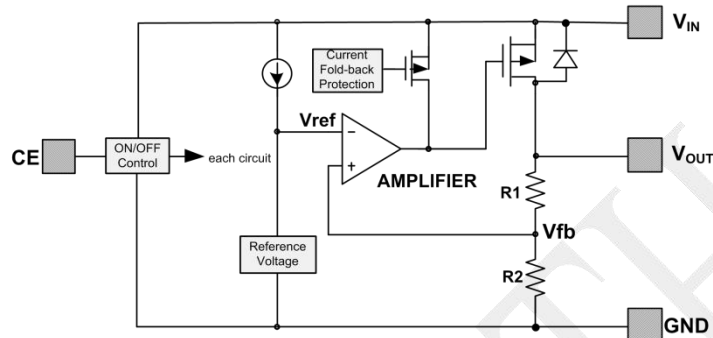 VIN
Current
Fold-back
Protection
Vref
−
CE
ON/OFF
Control
each circuit
VOUT
+
AMPLIFIER
R1
Vfb
Reference
Voltage
R2
GND